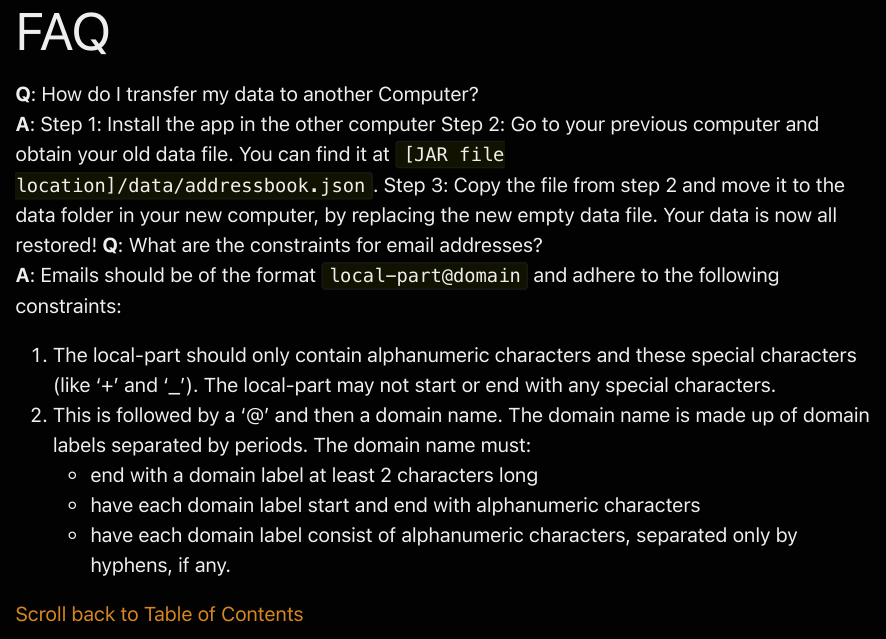 FAQ
Q: How do I transfer my data to another Computer?
A: Step 1: Install the app in the other computer Step 2: Go to your previous computer and
obtain your old data file. You can find it at [JAR file
location]/data/addressbook.json. Step 3: Copy the file from step 2 and move it to the
data folder in your new computer, by replacing the new empty data file. Your data is now all
restored! Q: What are the constraints for email addresses?
A: Emails should be of the format local-part@domain and adhere to the following
constraints:
1. The local-part should only contain alphanumeric characters and these special characters
(like ‘+’ and ‘_’). The local-part may not start or end with any special characters.
2. This is followed by a ‘@’ and then a domain name. The domain name is made up of domain
labels separated by periods. The domain name must:
◦ end with a domain label at least 2 characters long
◦ have each domain label start and end with alphanumeric characters
◦ have each domain label consist of alphanumeric characters, separated only by
hyphens, if any.
Scroll back to Table of Contents